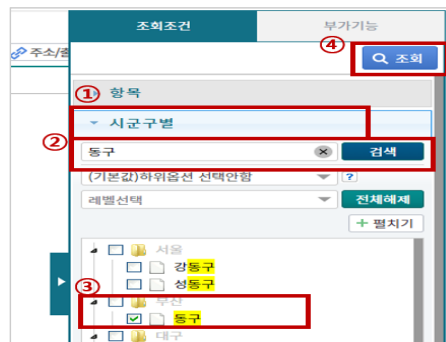 조회조건 부가기능
④
주소/출
조회
① 항목
시군구별
②
동구 검색
(기본값)하위옵션 선택안함 ?
레벨선택 전체해제
+ 펼치기
서울
강동구
성동구
③
부산
동구
대구